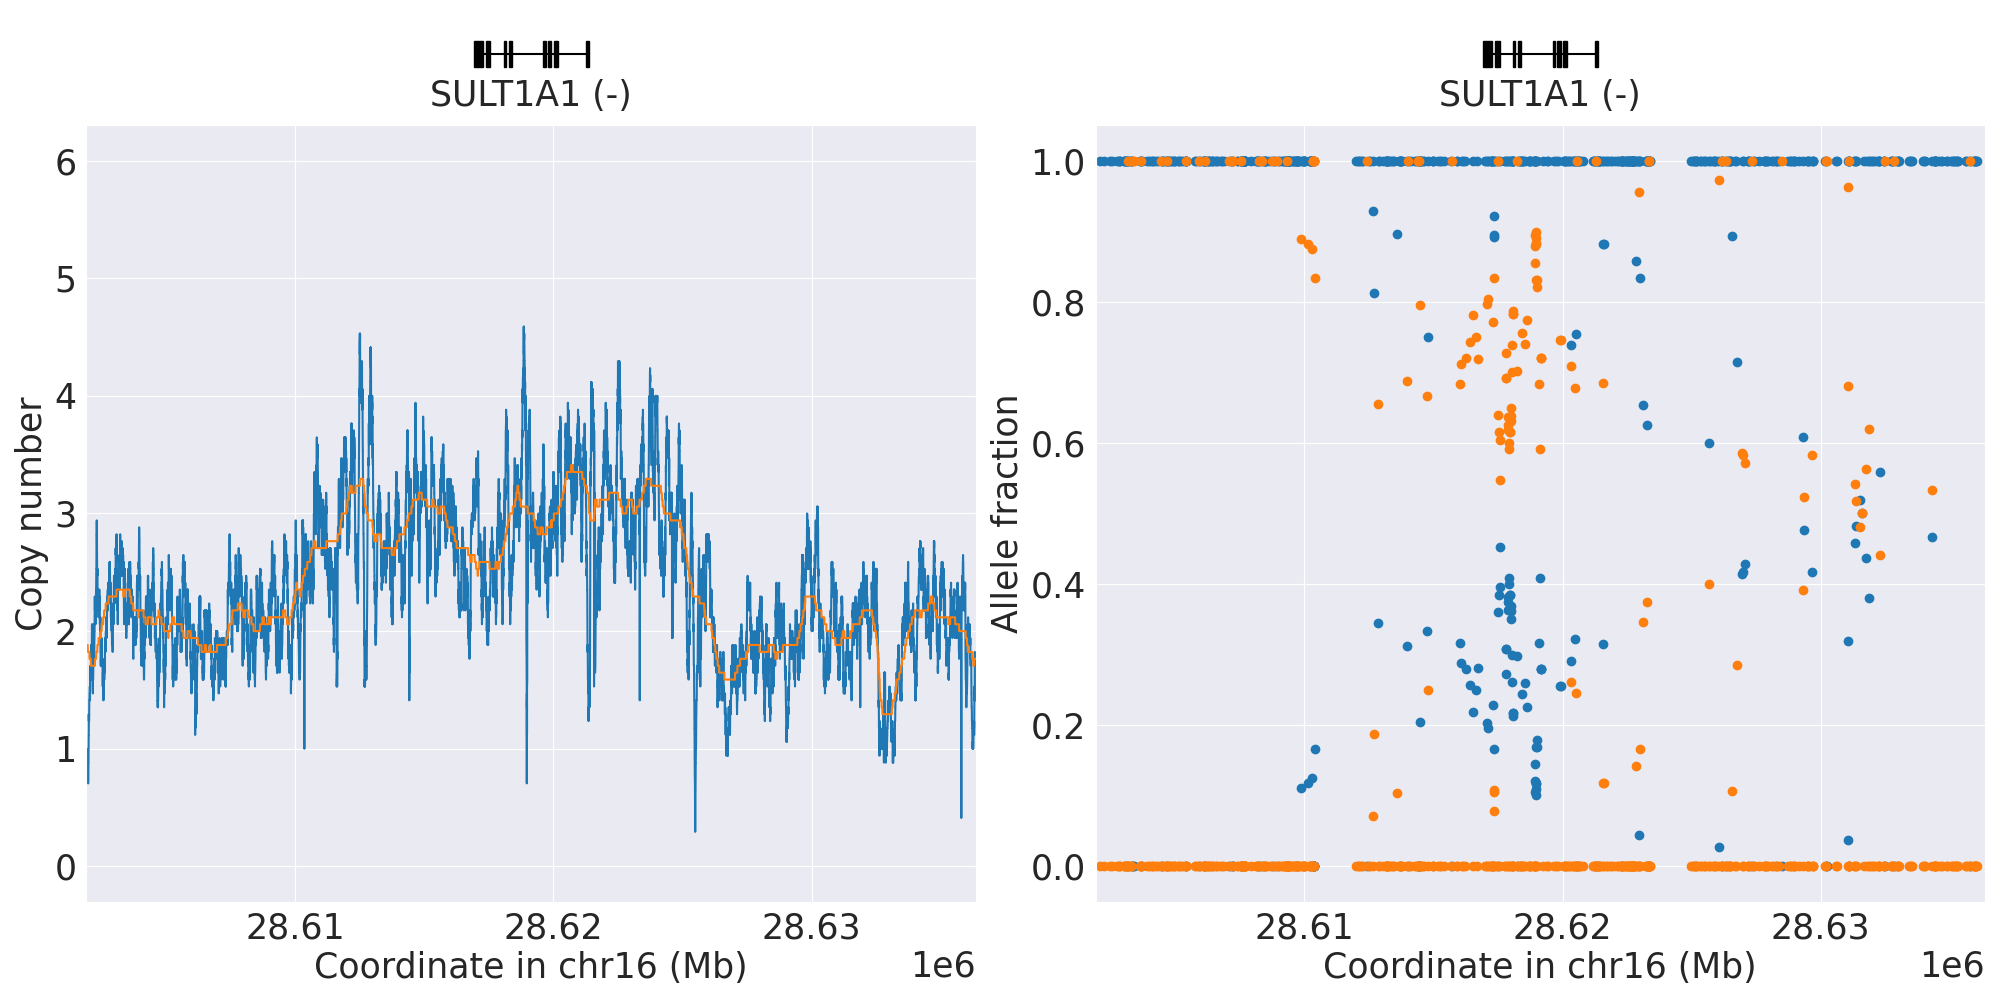 SULT1A1 (-)
6
5
4
3
2
1
0
Copy number
28.61
28.62
28.63
Coordinate in chr16 (Mb)
1e6
SULT1A1 (-)
1.0
0.8
0.6
0.4
0.2
0.0
Allele fraction
28.61
28.62
28.63
Coordinate in chr16 (Mb)
1e6